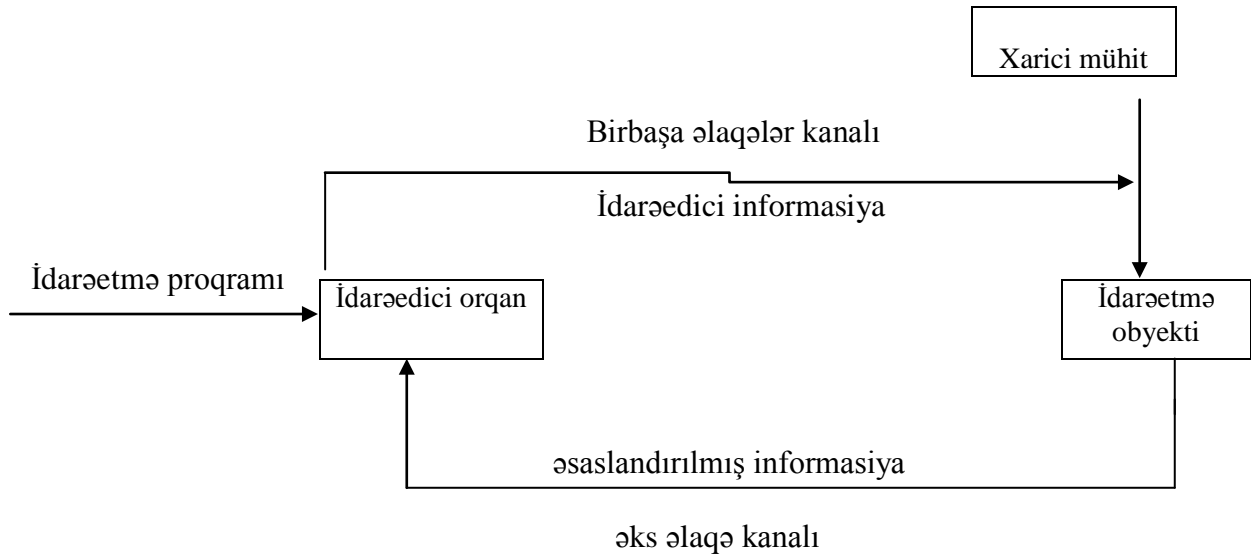 Xarici mühit
Birbaşa əlaqələr kanalı
İdarəedici informasiya
İdarəetmə proqramı
İdarəedici orqan
İdarəetmə
obyekti
əsaslandırılmış informasiya
əks əlaqə kanalı